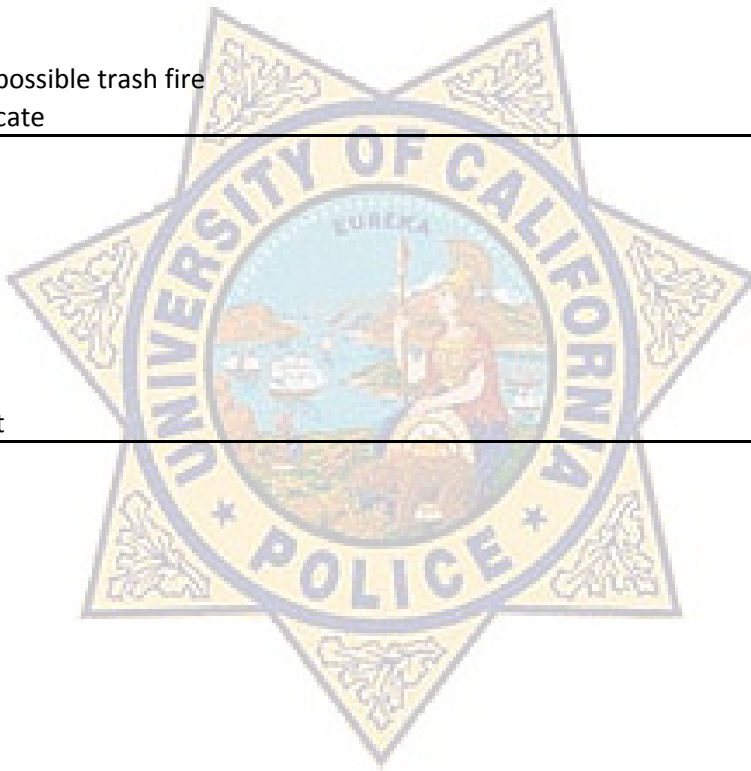 possible trash fire
cate
t
UNIVERSITY OF CALIFORNIA
EUREKA
POLICE